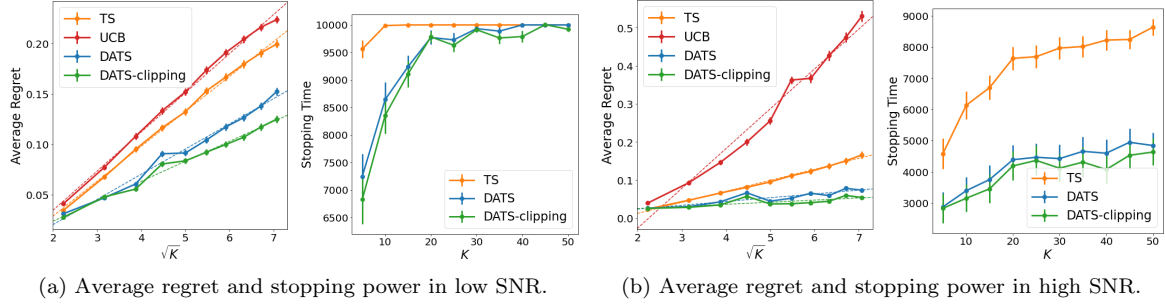 TS
UCB
DATS
DATS-clipping
Average Regret
0.20
0.15
0.10
0.05
2 3 4 5 6 7
√K
Stopping Time
10000
9500
9000
8500
8000
7500
7000
6500
TS
DATS
DATS-clipping
10 20 30 40 50
K
(a) Average regret and stopping power in low SNR.
TS
UCB
DATS
DATS-clipping
Average Regret
0.5
0.4
0.3
0.2
0.1
0.0
2 3 4 5 6 7
√K
Stopping Time
9000
8000
7000
6000
5000
4000
3000
TS
DATS
DATS-clipping
10 20 30 40 50
K
(b) Average regret and stopping power in high SNR.